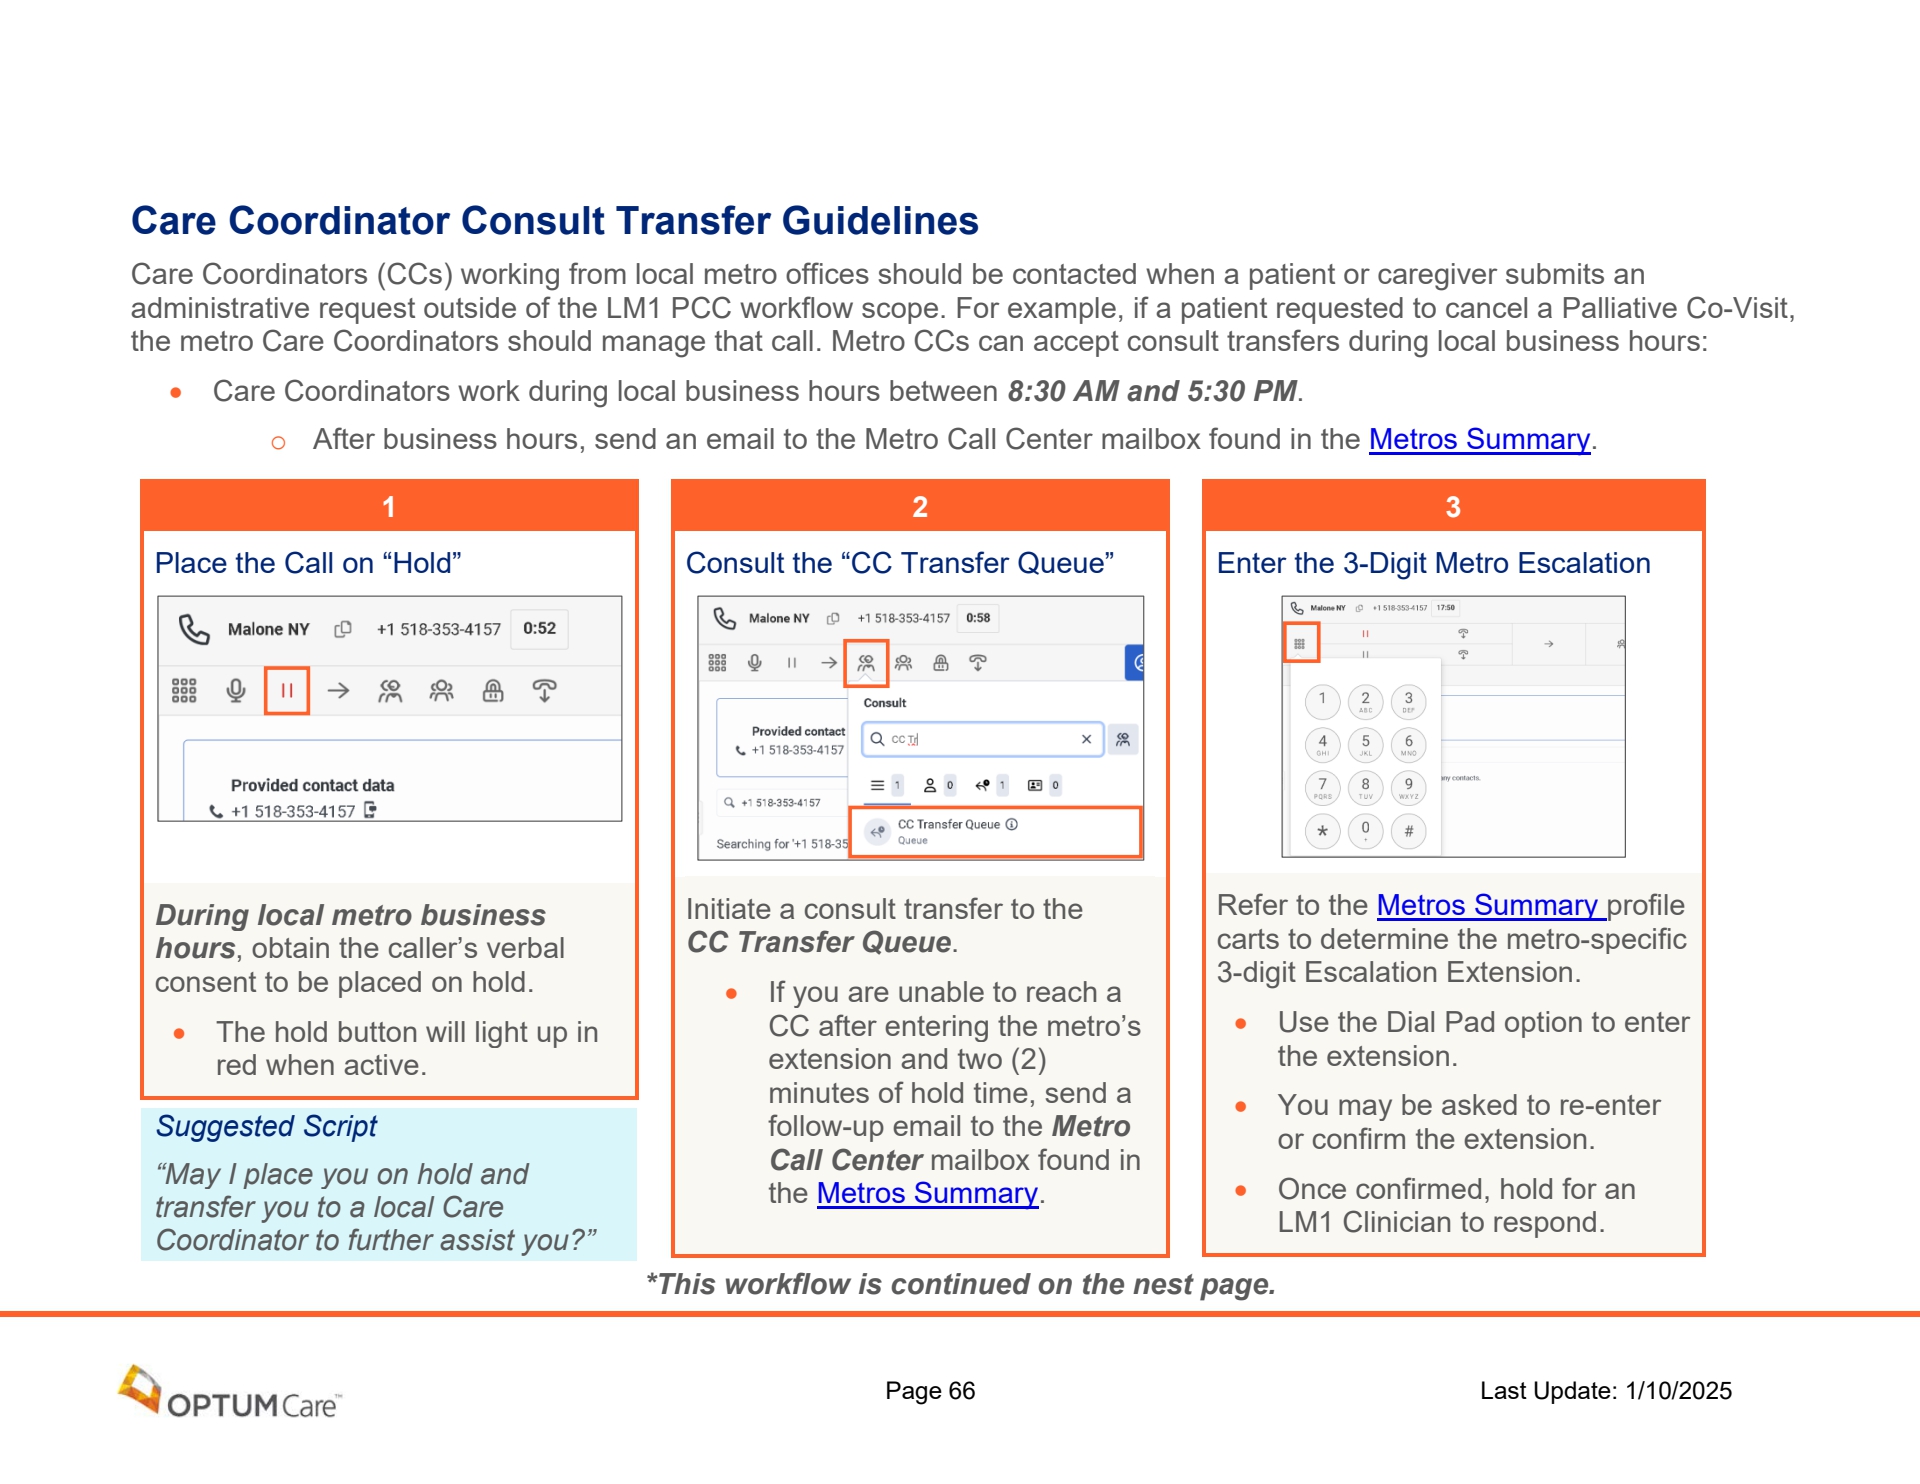 Care Coordinator Consult Transfer Guidelines
Care Coordinators (CCs) working from local metro offices should be contacted when a patient or caregiver submits an
administrative request outside of the LM1 PCC workflow scope. For example, if a patient requested to cancel a Palliative Co-Visit,
the metro Care Coordinators should manage that call. Metro CCs can accept consult transfers during local business hours:
• Care Coordinators work during local business hours between 8:30 AM and 5:30 PM.
o After business hours, send an email to the Metro Call Center mailbox found in the Metros Summary.
1
Place the Call on “Hold”
Malone NY +1 518-353-4157 0:52
Provided contact data
+1 518-353-4157
During local metro business
hours, obtain the caller’s verbal
consent to be placed on hold.
• The hold button will light up in
red when active.
Suggested Script
“May I place you on hold and
transfer you to a local Care
Coordinator to further assist you?”
2
Consult the “CC Transfer Queue”
Malone NY +1 518-353-4157 0:58
Consult
Provided contact
+1 518-353-4157
CC Tr
1 0 1 0
+1 518-353-4157
CC Transfer Queue
Queue
Searching for '+1 518-35
Initiate a consult transfer to the
CC Transfer Queue.
• If you are unable to reach a
CC after entering the metro’s
extension and two (2)
minutes of hold time, send a
follow-up email to the Metro
Call Center mailbox found in
the Metros Summary.
3
Enter the 3-Digit Metro Escalation
Malone NY +1 518-353-4157 17:50
1 2 3
ABC DEF
4 5 6
GHI JKL MNO
ny contacts.
7 8 9
PQRS TUV WXYZ
* 0 #
+
Refer to the Metros Summary profile
carts to determine the metro-specific
3-digit Escalation Extension.
• Use the Dial Pad option to enter
the extension.
• You may be asked to re-enter
or confirm the extension.
• Once confirmed, hold for an
LM1 Clinician to respond.
*This workflow is continued on the nest page.
OPTUM Care™
Page 66
Last Update: 1/10/2025